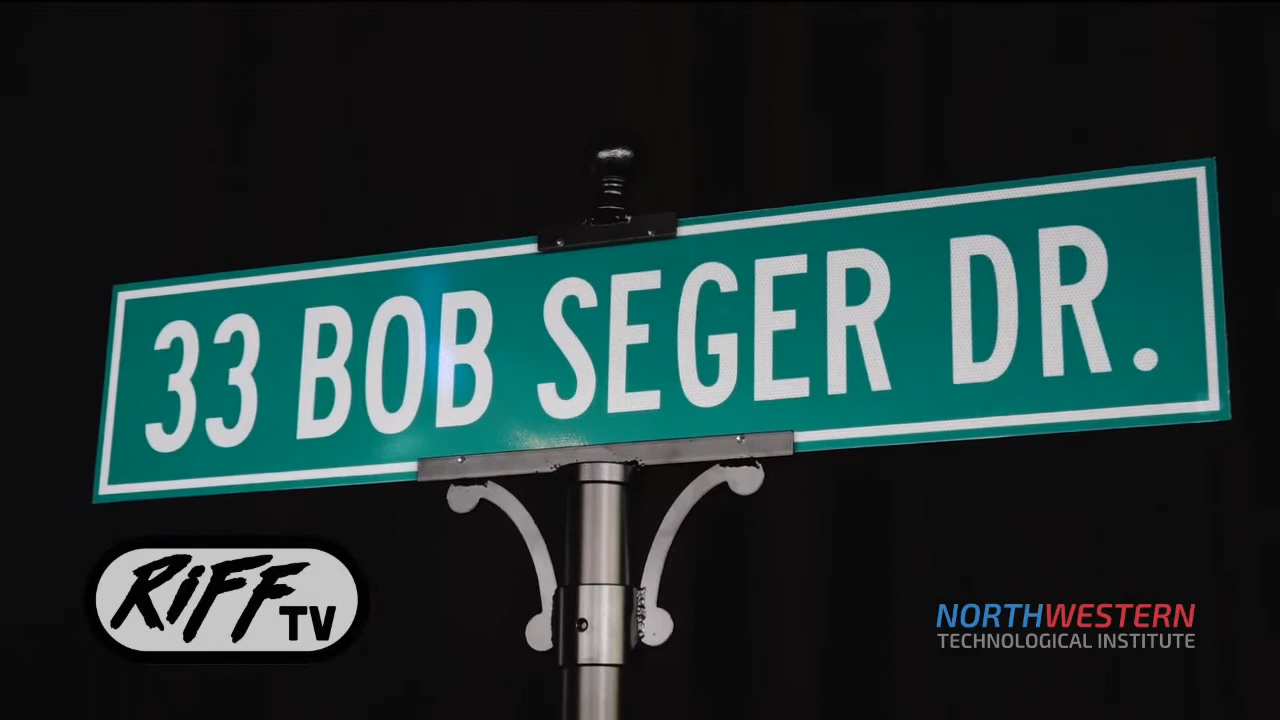 33 BOB SEGER DR.
RiFF TV
NORTHWESTERN
TECHNOLOGICAL INSTITUTE